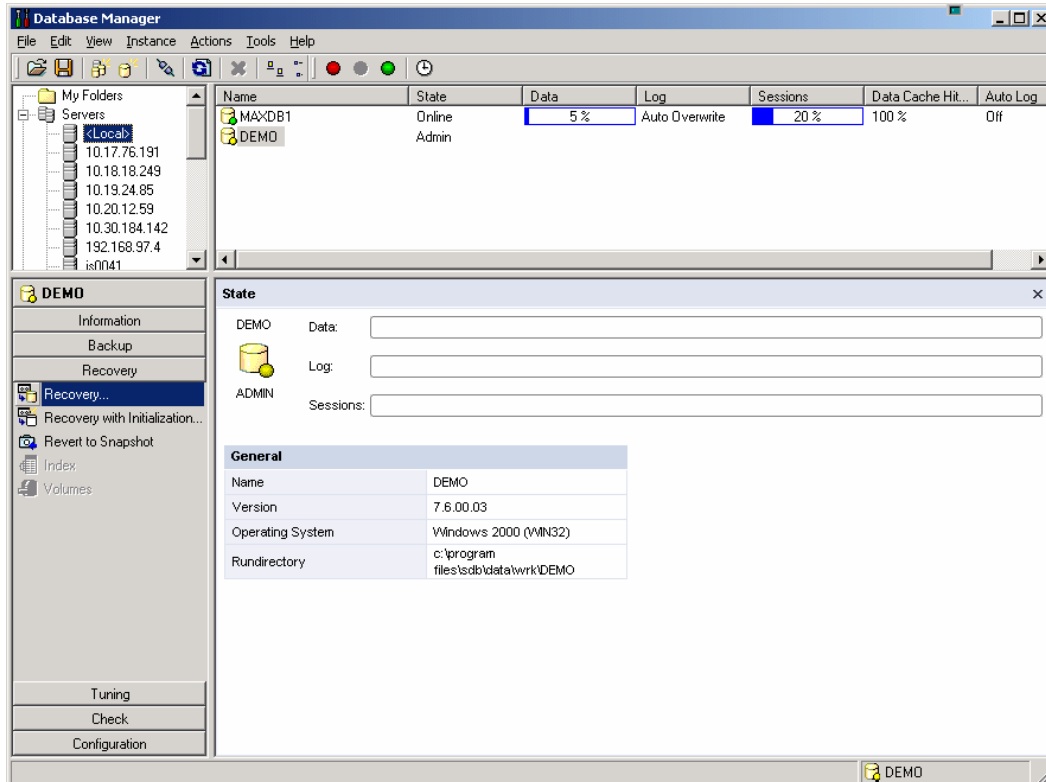 Database Manager
File Edit View Instance Actions Tools Help
My Folders
Servers
<Local>
10.17.76.191
10.18.18.249
10.19.24.85
10.20.12.59
10.30.184.142
192.168.97.4
is0041
Name State Data Log Sessions Data Cache Hit... Auto Log
MAXDB1 Online 5 % Auto Overwrite 20 % 100 % Off
DEMO Admin
DEMO
Information
Backup
Recovery
Recovery...
Recovery with Initialization...
Revert to Snapshot
Index
Volumes
Tuning
Check
Configuration
State
DEMO
ADMIN
Data:
Log:
Sessions:
General
Name DEMO
Version 7.6.00.03
Operating System Windows 2000 (WIN32)
Rundirectory c:\program
files\sdb\data\wrk\DEMO
DEMO